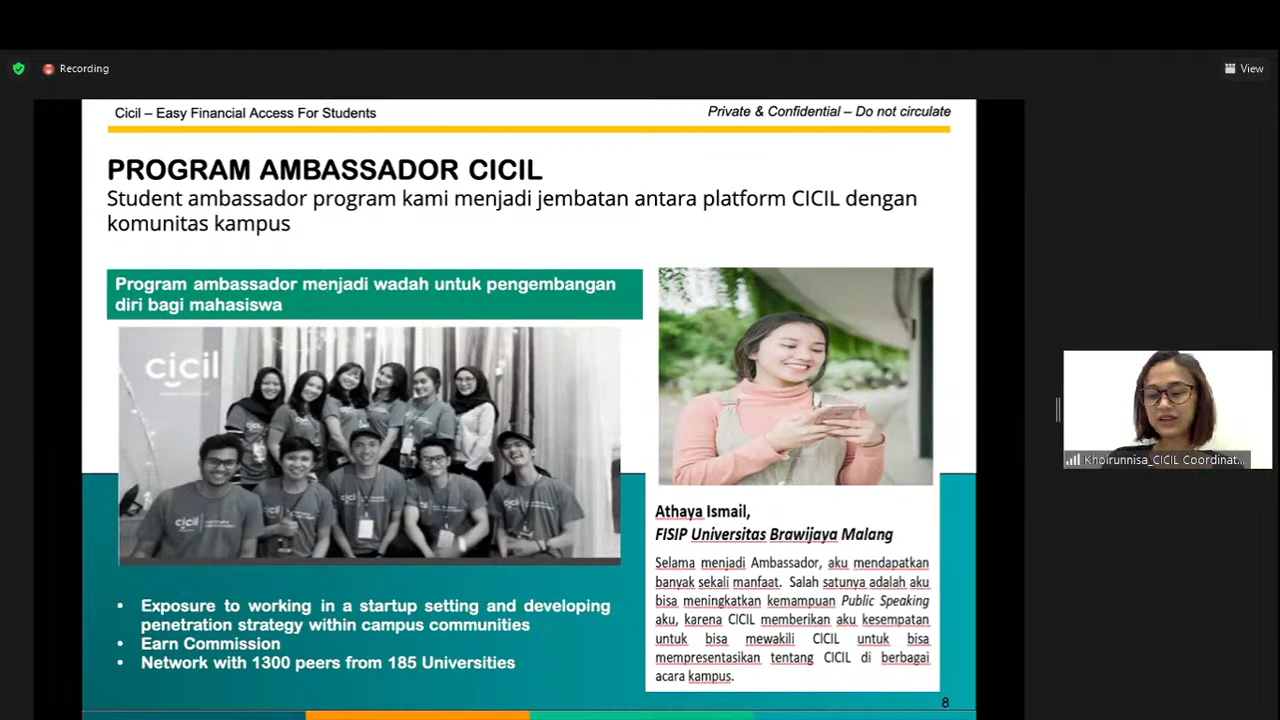 Recording
View
Cicil – Easy Financial Access For Students
Private & Confidential – Do not circulate
PROGRAM AMBASSADOR CICIL
Student ambassador program kami menjadi jembatan antara platform CICIL dengan
komunitas kampus
Program ambassador menjadi wadah untuk pengembangan
diri bagi mahasiswa
cicil
cicil
cicil
cicil
cicil
Exposure to working in a startup setting and developing
penetration strategy within campus communities
Earn Commission
Network with 1300 peers from 185 Universities
Athaya Ismail,
FISIP Universitas Brawijaya Malang
Selama menjadi Ambassador, aku mendapatkan
banyak sekali manfaat. Salah satunya adalah aku
bisa meningkatkan kemampuan Public Speaking
aku, karena CICIL memberikan aku kesempatan
untuk bisa mewakili CICIL untuk bisa
mempresentasikan tentang CICIL di berbagai
acara kampus.
8
Khoirunnisa_CICIL Coordinat...